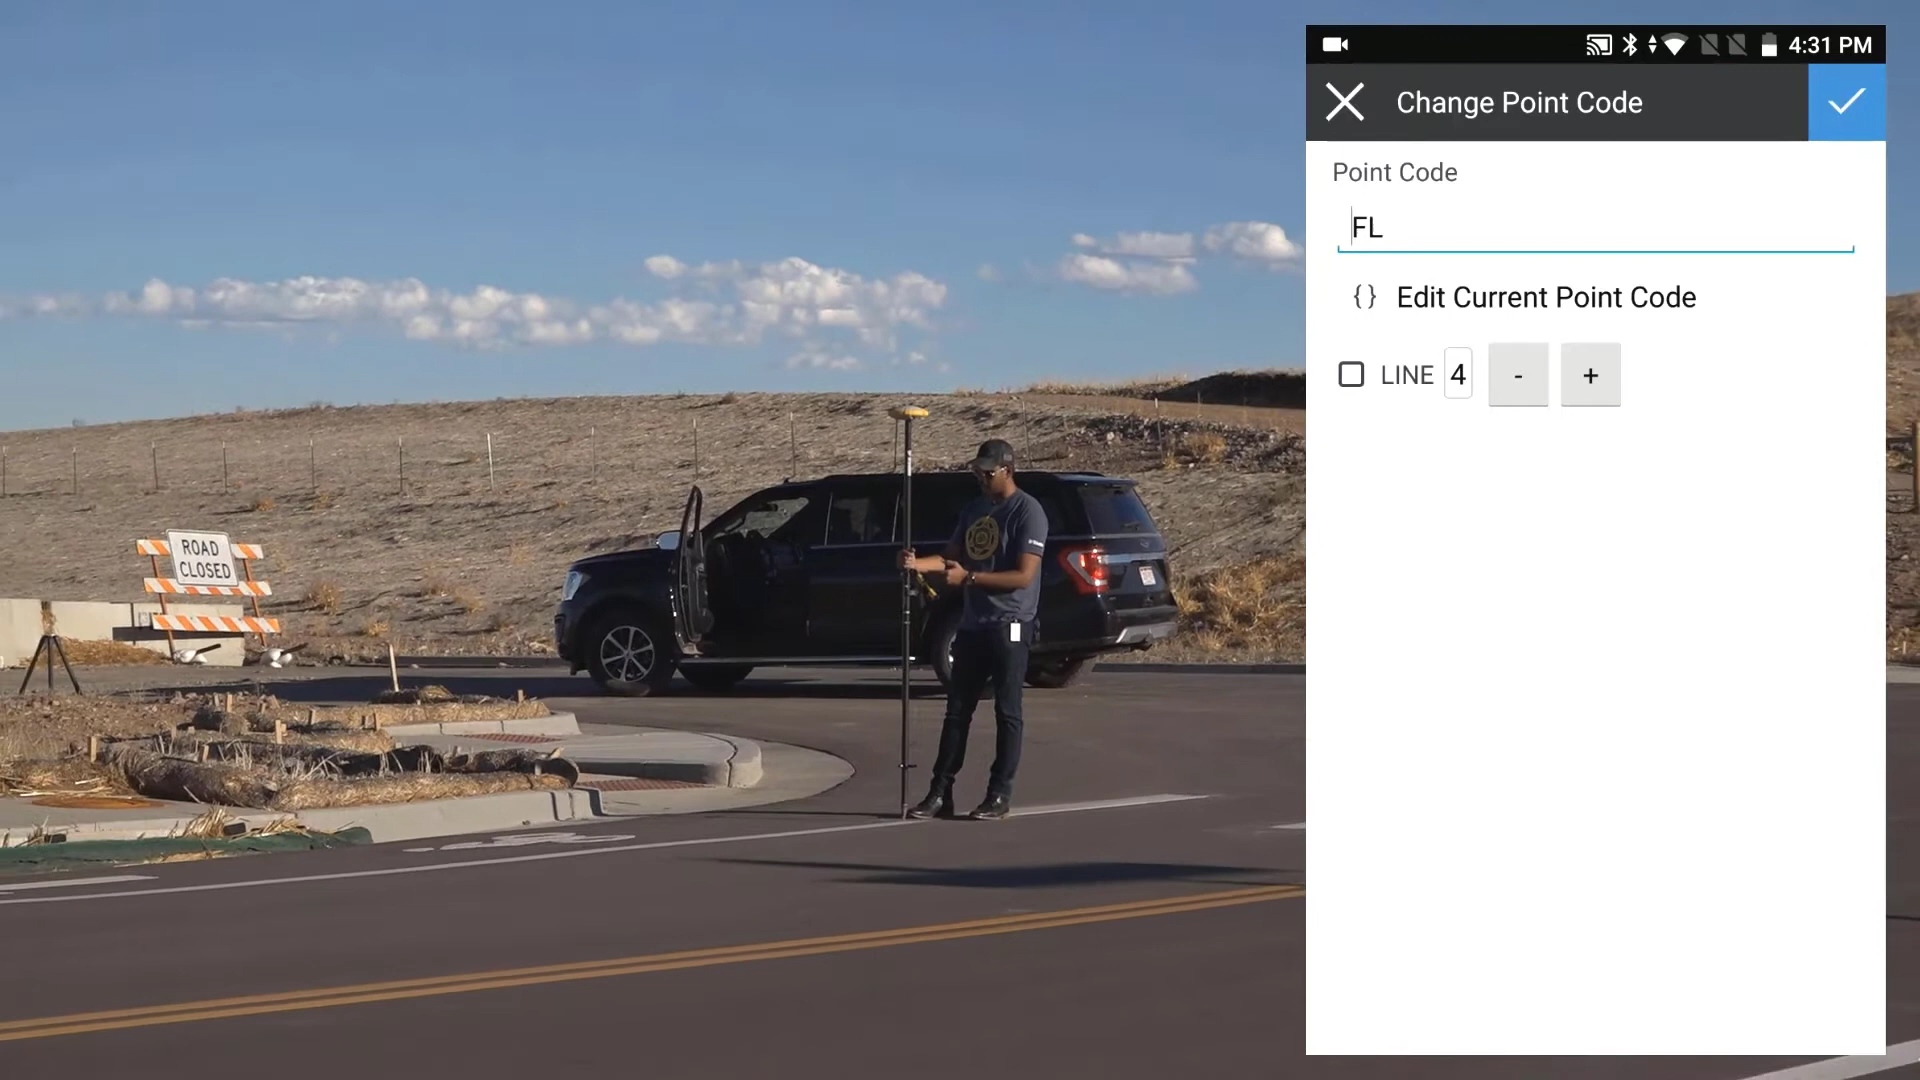 4:31 PM
Change Point Code
Point Code
FL
{} Edit Current Point Code
LINE 4 - +
ROAD
CLOSED